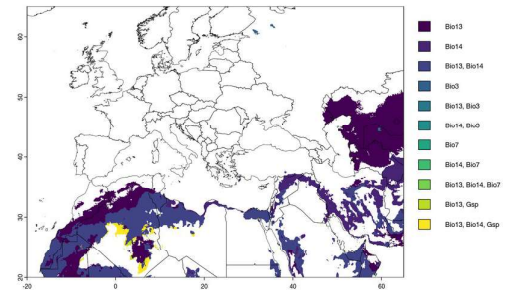 60
50
40
30
20
-20
0
20
40
60
Bio13
Bio14
Bio13, Bio14
Bio3
Bio13, Bio3
Bio14, Bio3
Bio7
Bio14, Bio7
Bio13, Bio14, Bio7
Bio13, Gsp
Bio13, Bio14, Gsp